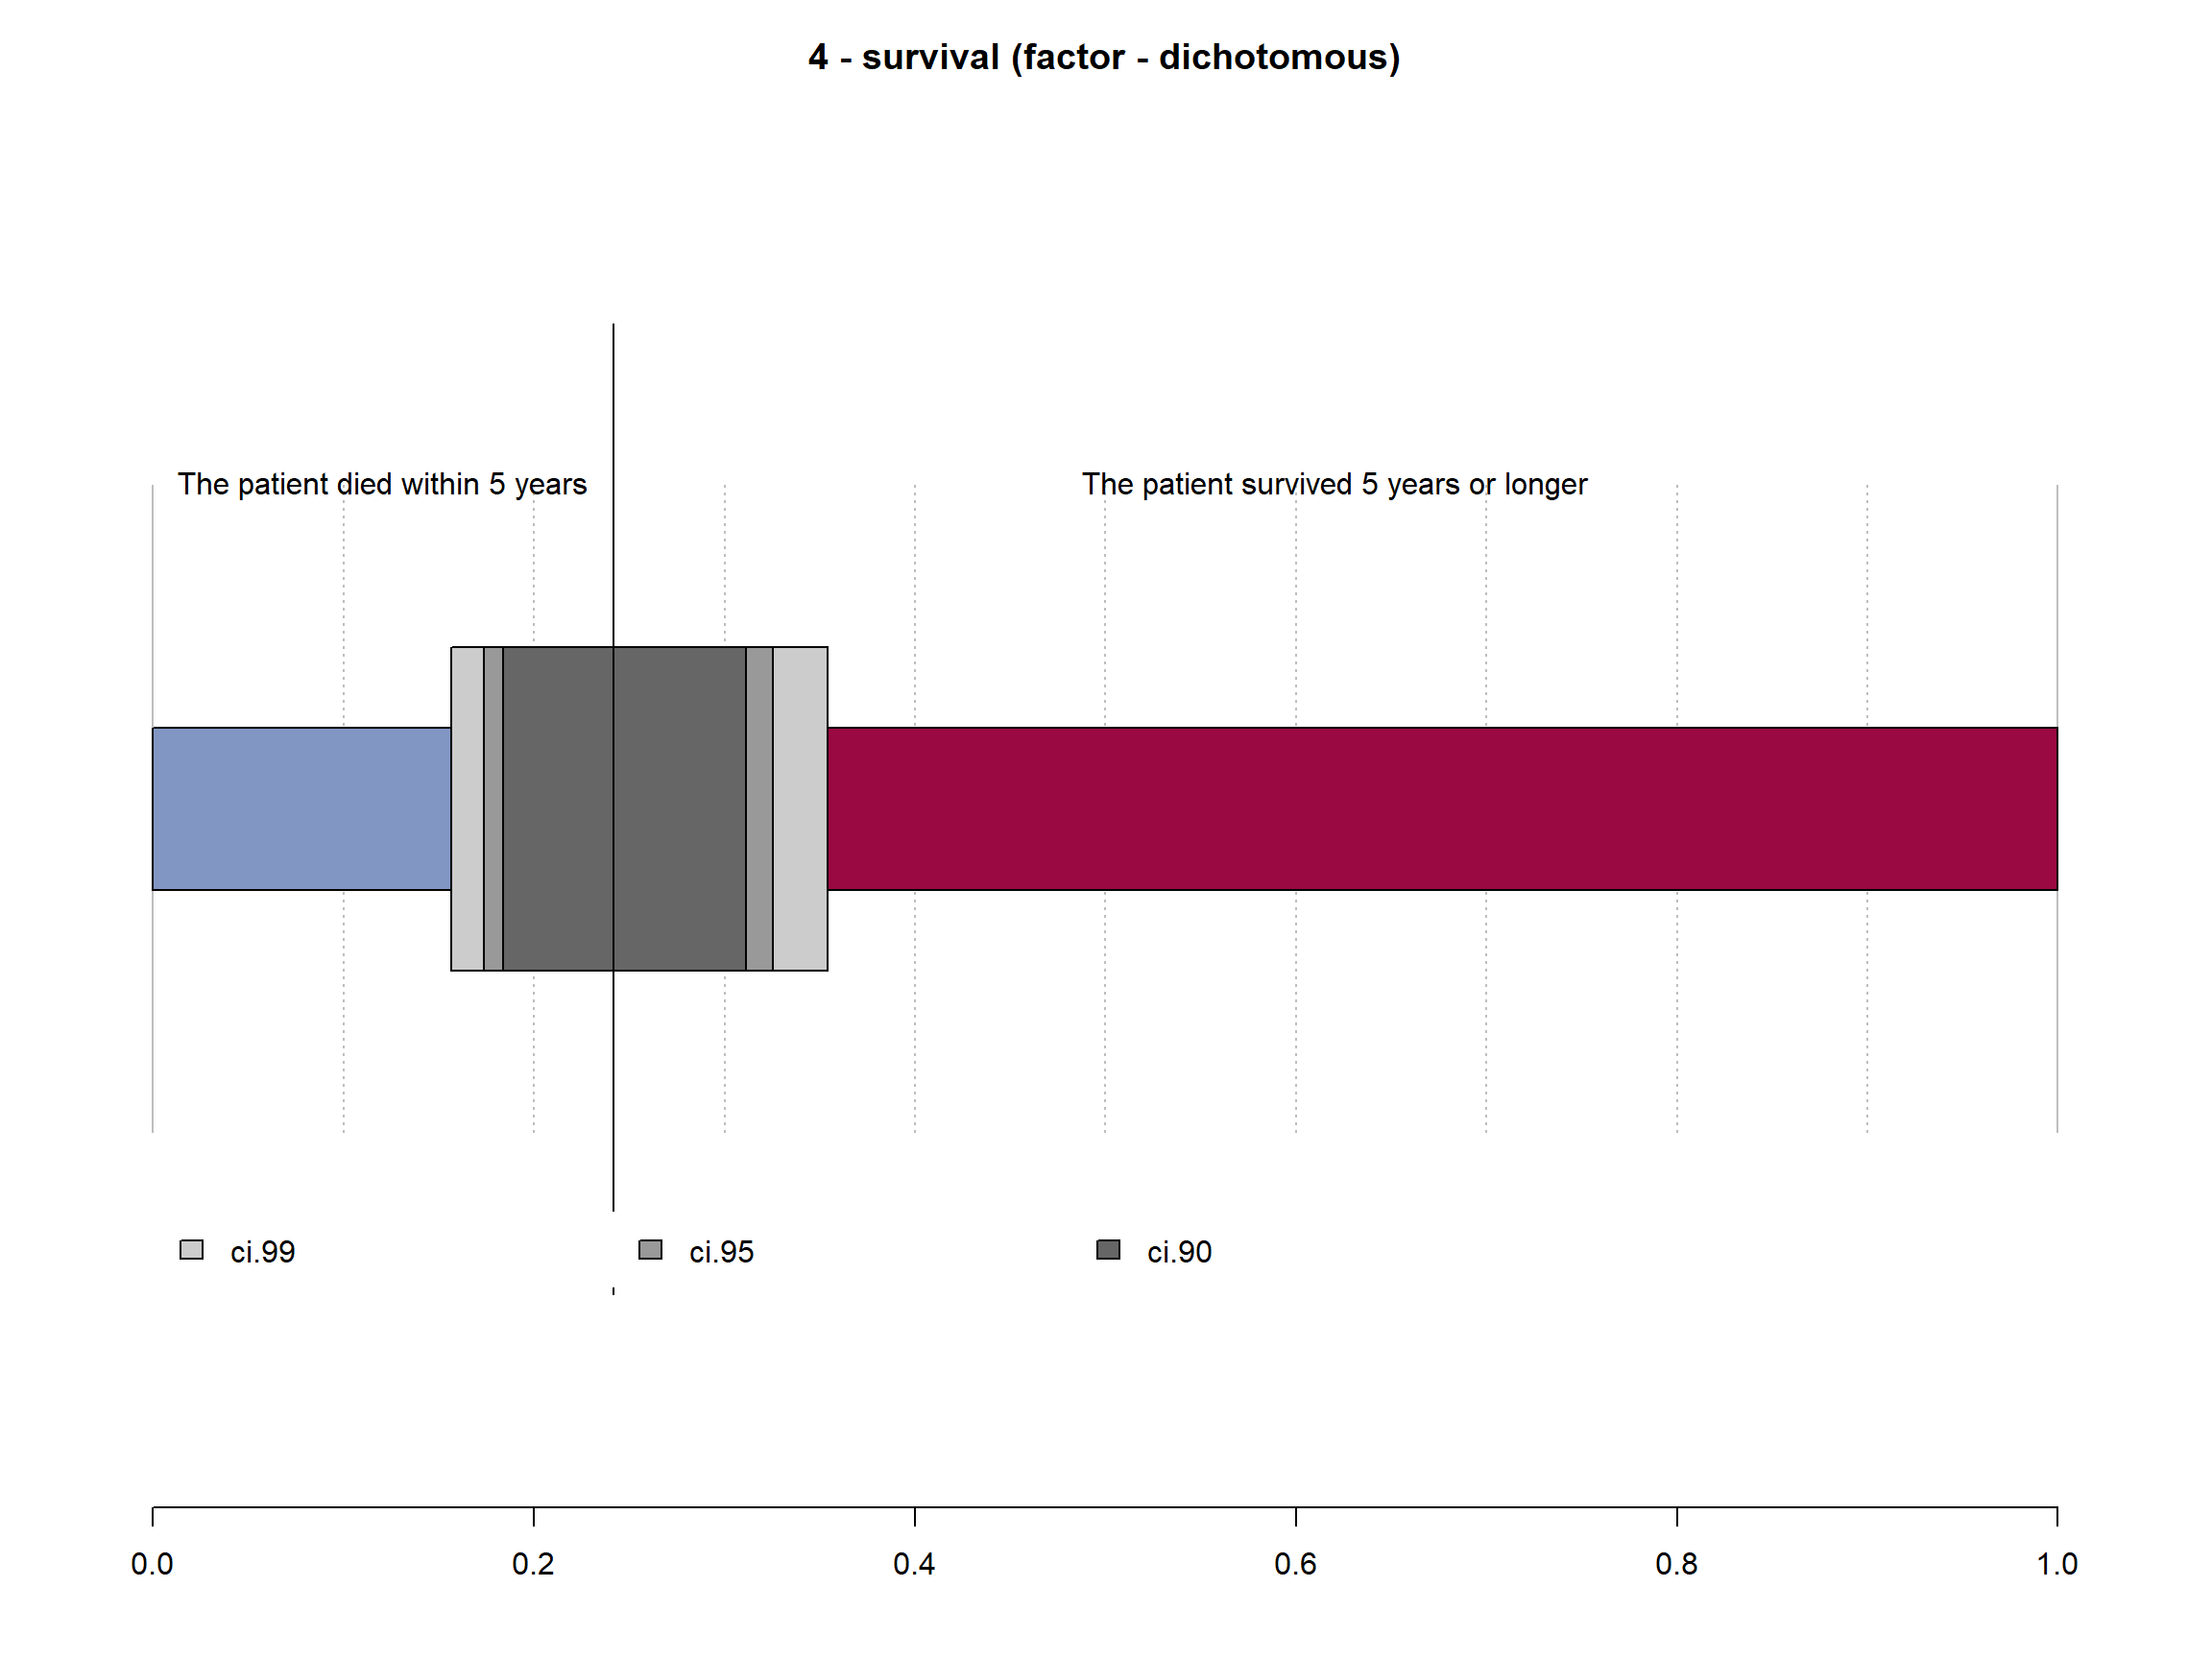 4 - survival (factor - dichotomous)
The patient died within 5 years
The patient survived 5 years or longer
ci.99
ci.95
ci.90
0.0
0.2
0.4
0.6
0.8
1.0